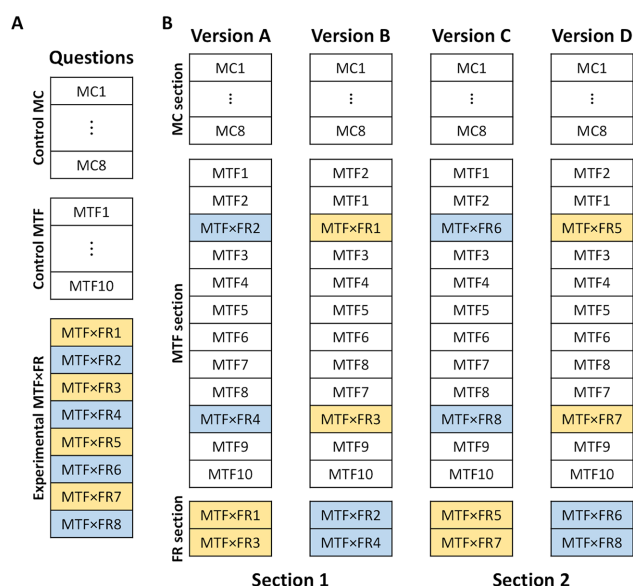 A
Questions
Control MC
MC1
⋮
MC8
Control MTF
MTF1
⋮
MTF10
Experimental MTF×FR
MTF×FR1
MTF×FR2
MTF×FR3
MTF×FR4
MTF×FR5
MTF×FR6
MTF×FR7
MTF×FR8
B
Version A Version B Version C Version D
MC section
MC1 MC1 MC1 MC1
⋮ ⋮ ⋮ ⋮
MC8 MC8 MC8 MC8
MTF section
MTF1 MTF2 MTF1 MTF2
MTF2 MTF1 MTF2 MTF1
MTF×FR2 MTF×FR1 MTF×FR6 MTF×FR5
MTF3 MTF3 MTF3 MTF3
MTF4 MTF4 MTF4 MTF4
MTF5 MTF5 MTF5 MTF5
MTF6 MTF6 MTF6 MTF6
MTF7 MTF8 MTF7 MTF8
MTF8 MTF7 MTF8 MTF7
MTF×FR4 MTF×FR3 MTF×FR8 MTF×FR7
MTF9 MTF9 MTF9 MTF9
MTF10 MTF10 MTF10 MTF10
FR section
MTF×FR1 MTF×FR2 MTF×FR5 MTF×FR6
MTF×FR3 MTF×FR4 MTF×FR7 MTF×FR8
Section 1 Section 2